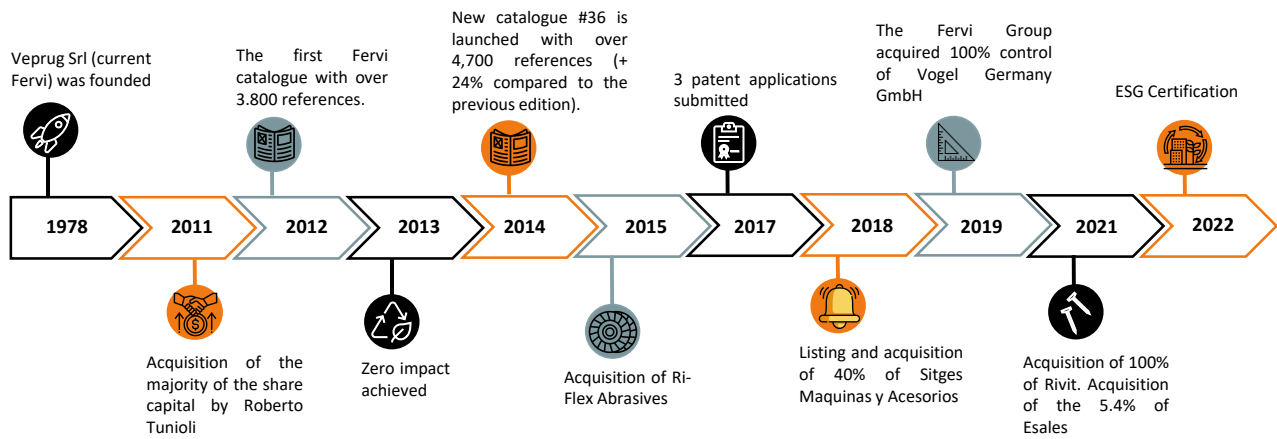 Veprug Srl (current
Fervi) was founded
The first Fervi
catalogue with over
3.800 references.
New catalogue #36 is
launched with over
4,700 references (+
24% compared to the
previous edition).
3 patent applications
submitted
The Fervi Group
acquired 100% control
of Vogel Germany
GmbH
ESG Certification
1978
2011
2012
2013
2014
2015
2017
2018
2019
2021
2022
Acquisition of the
majority of the share
capital by Roberto
Tunioli
Zero impact
achieved
Acquisition of Ri-
Flex Abrasives
Listing and acquisition
of 40% of Sitges
Maquinas y Acesorios
Acquisition of 100%
of Rivit. Acquisition
of the 5.4% of
Esales